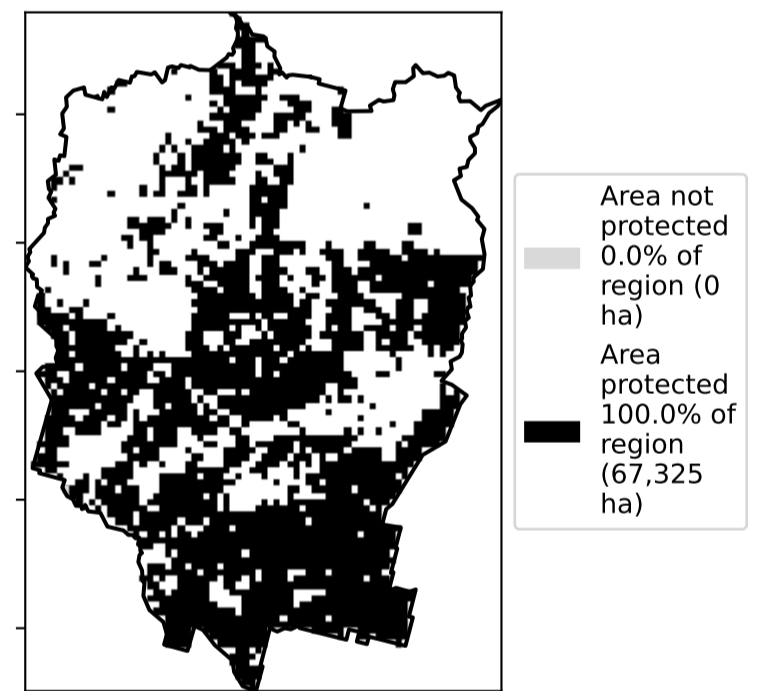 Area not
protected
0.0% of
region (0
ha)
Area
protected
100.0% of
region
(67,325
ha)